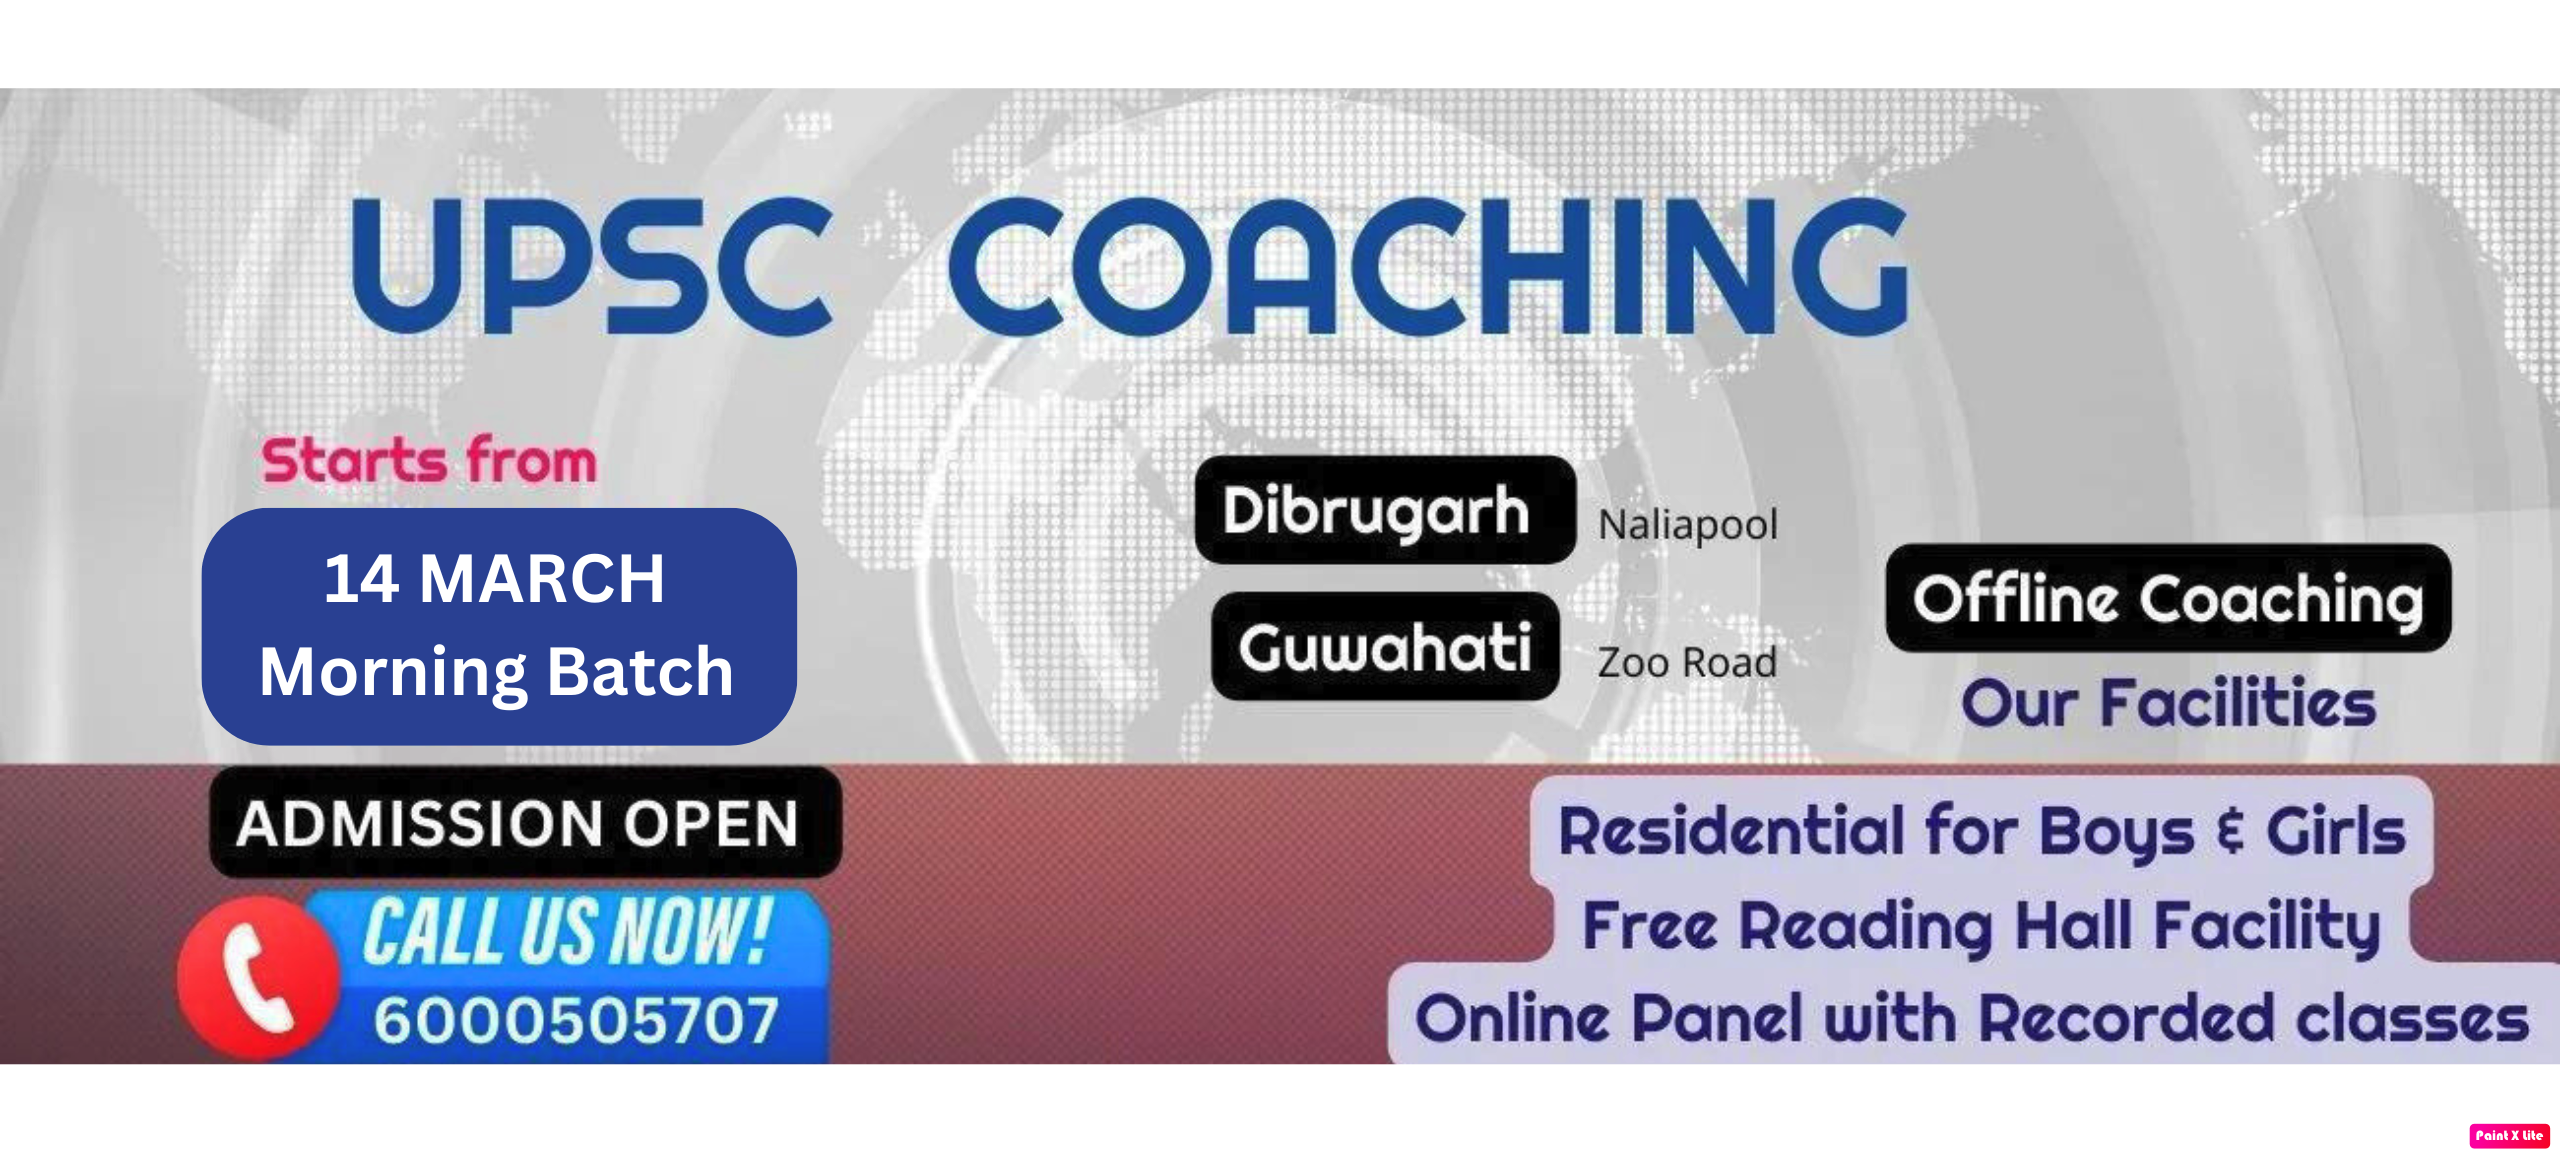 UPSC COACHING
Starts from
14 MARCH
Morning Batch
Dibrugarh Naliapool
Guwahati Zoo Road
Offline Coaching
Our Facilities
ADMISSION OPEN
CALL US NOW!
6000505707
Residential for Boys & Girls
Free Reading Hall Facility
Online Panel with Recorded classes
Paint X Lite